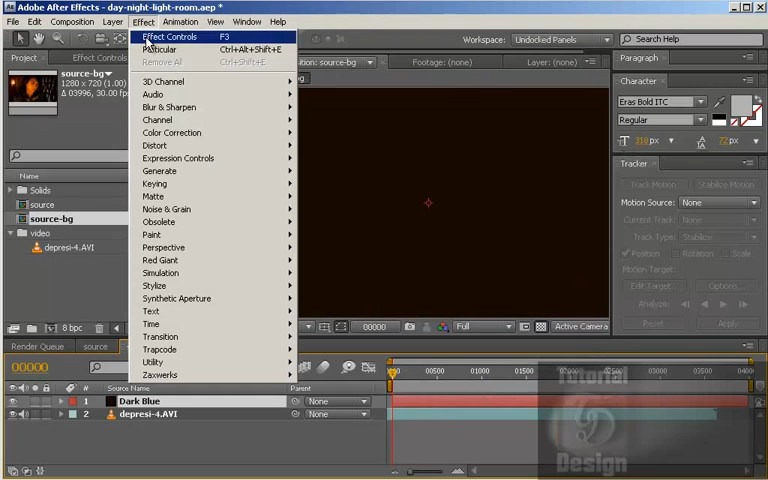 Adobe After Effects - day-night-light-room.aep *
File Edit Composition Layer Effect Animation View Window Help
Workspace: Undocked Panels Search Help
Project
source-bg
1280 x 720 (1.00)
Δ 03996, 30.00 fps
Name
Solids
source
source-bg
video
depresi-4.AVI
8 bpc
Effect Controls F3
Particular Ctrl+Alt+Shift+E
Remove All Ctrl+Shift+E
3D Channel
Audio
Blur & Sharpen
Channel
Color Correction
Distort
Expression Controls
Generate
Keying
Matte
Noise & Grain
Obsolete
Paint
Perspective
Red Giant
Simulation
Stylize
Synthetic Aperture
Text
Time
Transition
Trapcode
Utility
Zaxwerks
source-bg Footage: (none) Layer: (none)
00000 Full Active Camera
Paragraph
Character
Eras Bold ITC
Regular
318 px 72 px
Tracker
Track Motion Stabilize Motion
Motion Source: None
Current Track: None
Track Type: Stabilize
Position Rotation Scale
Motion Target:
Edit Target... Options...
Analyze:
Reset Apply
Render Queue source
00000
# Source Name Parent
1 Dark Blue None
2 depresi-4.AVI None
00500 01000 01500 02000 02500 03000 03500 04000
Tutorial
Design